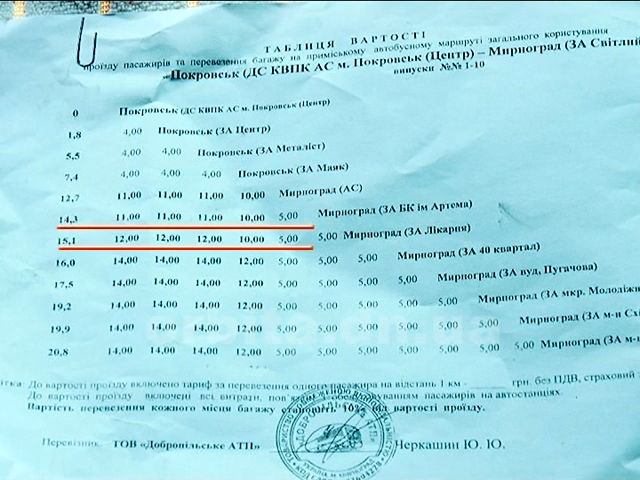 ТАБЛИЦЯ ВАРТОСТІ
проїзду пасажирів та перевезення багажу на приміському автобусному маршруті загального користування
«Покровськ (ДС КВПК АС м. Покровськ (Центр) – Мирноград (ЗА Світлий
випуски №№ 1-10
0 Покровськ (ДС КВПК АС м. Покровськ (Центр)
1,8 4,00 Покровськ (ЗА Центр)
5,5 4,00 4,00 Покровськ (ЗА Металіст)
7,4 4,00 4,00 4,00 Покровськ (ЗА Маяк)
12,7 11,00 11,00 11,00 10,00 Мирноград (АС)
14,3 11,00 11,00 11,00 10,00 5,00 Мирноград (ЗА БК ім Артема)
15,1 12,00 12,00 12,00 10,00 5,00 5,00 Мирноград (ЗА Лікарня)
16,0 14,00 14,00 14,00 12,00 5,00 5,00 5,00 Мирноград (ЗА 40 квартал)
17,5 14,00 14,00 14,00 12,00 5,00 5,00 5,00 5,00 Мирноград (ЗА вуд, Пугачова)
19,2 14,00 14,00 14,00 12,00 5,00 5,00 5,00 5,00 5,00 Мирноград (ЗА мкр. Молодіжн
19,9 14,00 14,00 14,00 12,00 5,00 5,00 5,00 5,00 5,00 5,00 Мирноград (ЗА м-н Сх
20,8 14,00 14,00 14,00 12,00 5,00 5,00 5,00 5,00 5,00 5,00 5,00 Мирноград (ЗА м-н
ітка: До вартості проїзду включено тариф за перевезення одного пасажира на відстань 1 км - грн. без ПДВ, страховий
До вартості проїзду включені всі витрати, пов'язані з обслуговуванням пасажирів на автостанціях.
Вартість перевезення кожного місця багажу становить 10% від вартості проїзду.
Перевізник ТОВ «Добропільське АТП» Черкашин Ю. Ю.
«ДОБРОПІЛЬСЬКЕ АТП»